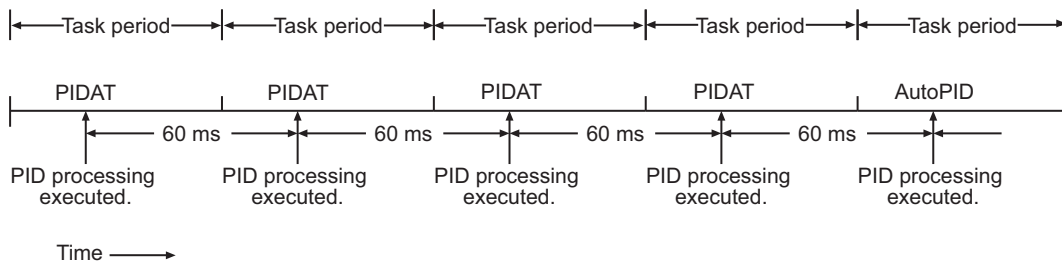 Task period Task period Task period Task period Task period
PIDAT PIDAT PIDAT PIDAT AutoPID
60 ms 60 ms 60 ms 60 ms
PID processing PID processing PID processing PID processing PID processing
executed. executed. executed. executed. executed.
Time